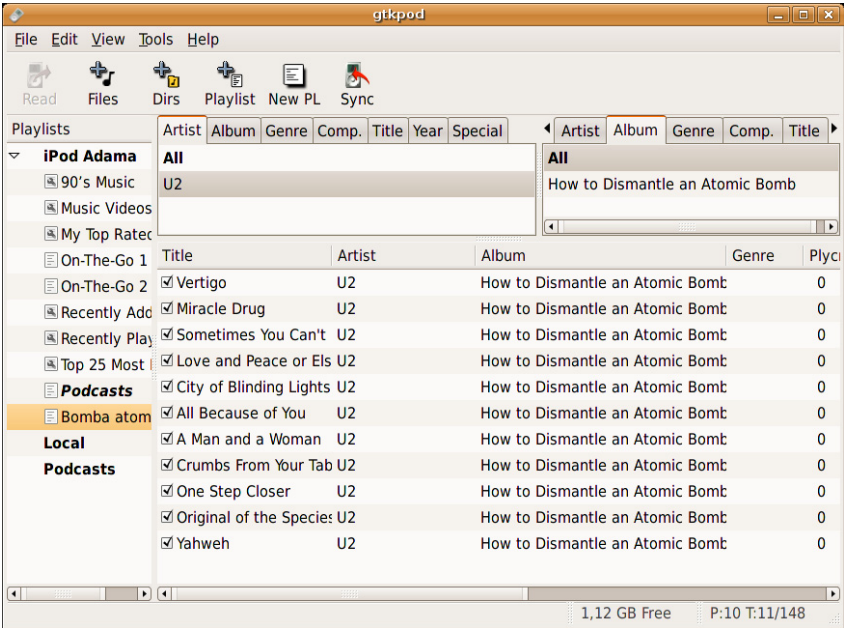 gtkpod
File Edit View Tools Help
Read Files Dirs Playlist New PL Sync
Playlists
iPod Adama
90's Music
Music Videos
My Top Ratec
On-The-Go 1
On-The-Go 2
Recently Add
Recently Play
Top 25 Most
Podcasts
Bomba atom
Local
Podcasts
Artist Album Genre Comp. Title Year Special
All
U2
Artist Album Genre Comp. Title
All
How to Dismantle an Atomic Bomb
Title Artist Album Genre Plyc
Vertigo U2 How to Dismantle an Atomic Bomb 0
Miracle Drug U2 How to Dismantle an Atomic Bomb 0
Sometimes You Can't U2 How to Dismantle an Atomic Bomb 0
Love and Peace or Els U2 How to Dismantle an Atomic Bomb 0
City of Blinding Lights U2 How to Dismantle an Atomic Bomb 0
All Because of You U2 How to Dismantle an Atomic Bomb 0
A Man and a Woman U2 How to Dismantle an Atomic Bomb 0
Crumbs From Your Tab U2 How to Dismantle an Atomic Bomb 0
One Step Closer U2 How to Dismantle an Atomic Bomb 0
Original of the Species U2 How to Dismantle an Atomic Bomb 0
Yahweh U2 How to Dismantle an Atomic Bomb 0
1,12 GB Free P:10 T:11/148